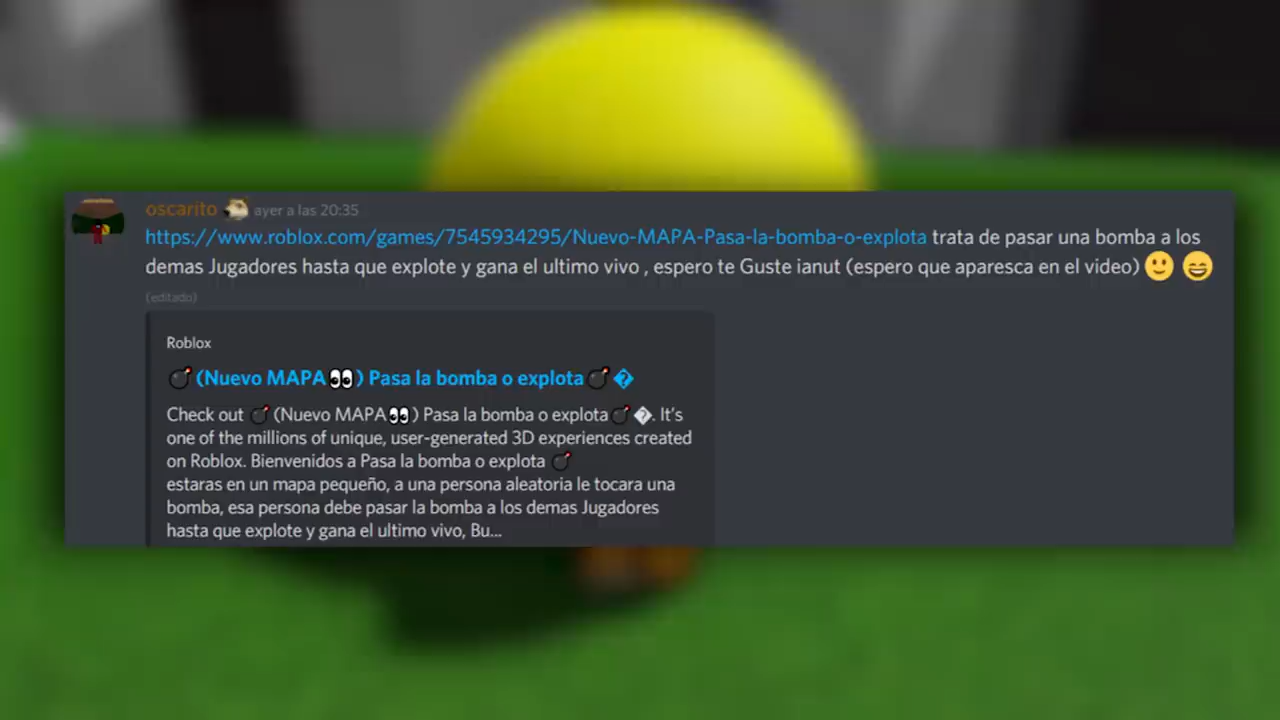 oscarito ayer a las 20:35
https://www.roblox.com/games/7545934295/Nuevo-MAPA-Pasa-la-bomba-o-explota trata de pasar una bomba a los
demas Jugadores hasta que explote y gana el ultimo vivo , espero te Guste ianut (espero que aparesca en el video) 🙂 😄
(editado)
Roblox
💣(Nuevo MAPA👀) Pasa la bomba o explota💣�
Check out 💣(Nuevo MAPA👀) Pasa la bomba o explota💣�. It's
one of the millions of unique, user-generated 3D experiences created
on Roblox. Bienvenidos a Pasa la bomba o explota 💣
estaras en un mapa pequeño, a una persona aleatoria le tocara una
bomba, esa persona debe pasar la bomba a los demas Jugadores
hasta que explote y gana el ultimo vivo, Bu...